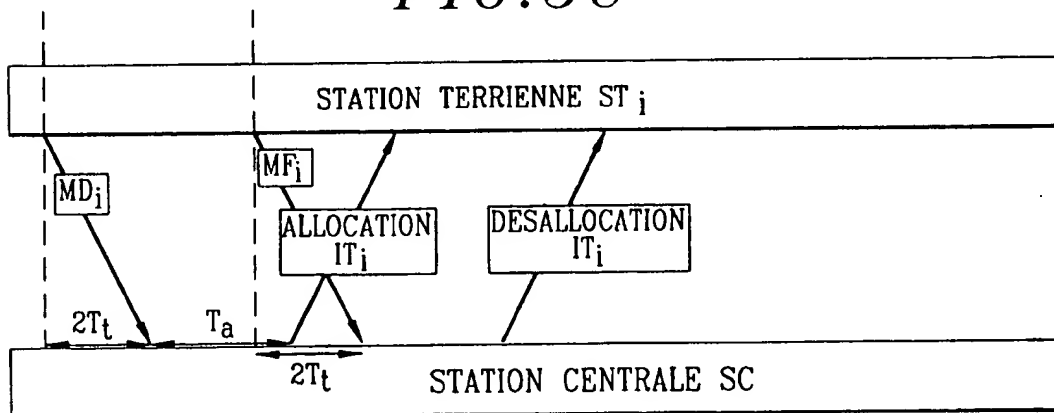 STATION TERRIENNE ST i
MD i
MF i
ALLOCATION
IT i
DESALLOCATION
IT i
2T t
T a
2T t
STATION CENTRALE SC